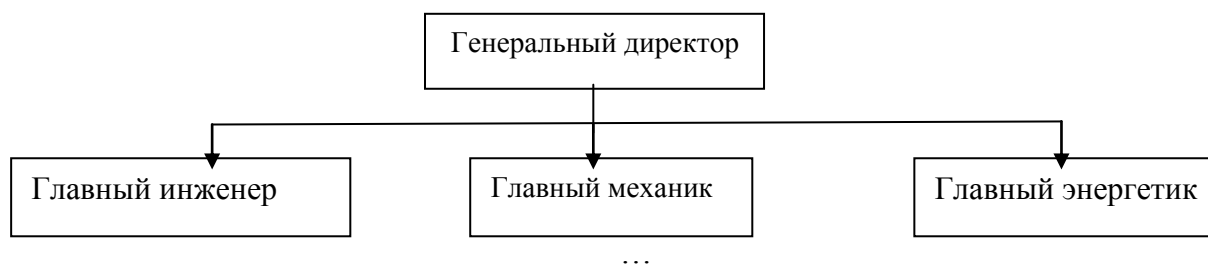 Генеральный директор
Главный инженер
Главный механик
Главный энергетик
…